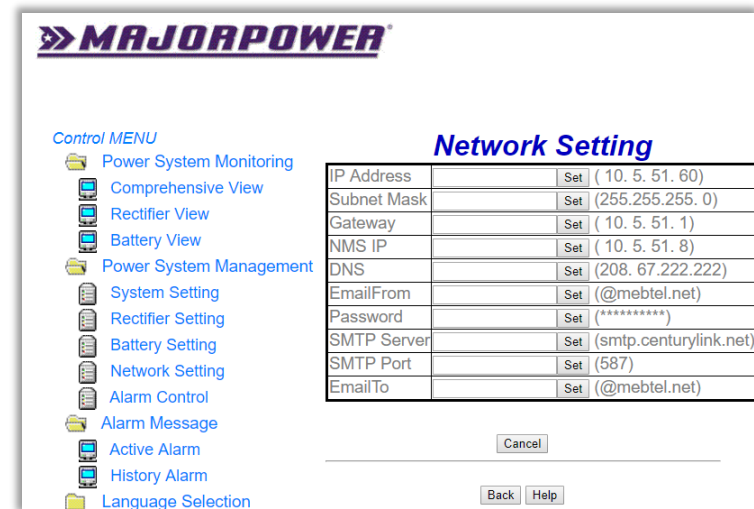 MAJORPOWER
Control MENU
Power System Monitoring
Comprehensive View
Rectifier View
Battery View
Power System Management
System Setting
Rectifier Setting
Battery Setting
Network Setting
Alarm Control
Alarm Message
Active Alarm
History Alarm
Language Selection
Network Setting
IP Address Set ( 10. 5. 51. 60)
Subnet Mask Set (255.255.255. 0)
Gateway Set ( 10. 5. 51. 1)
NMS IP Set ( 10. 5. 51. 8)
DNS Set (208. 67.222.222)
EmailFrom Set (@mebtel.net)
Password Set (**********)
SMTP Server Set (smtp.centurylink.net)
SMTP Port Set (587)
EmailTo Set (@mebtel.net)
Cancel
Back Help